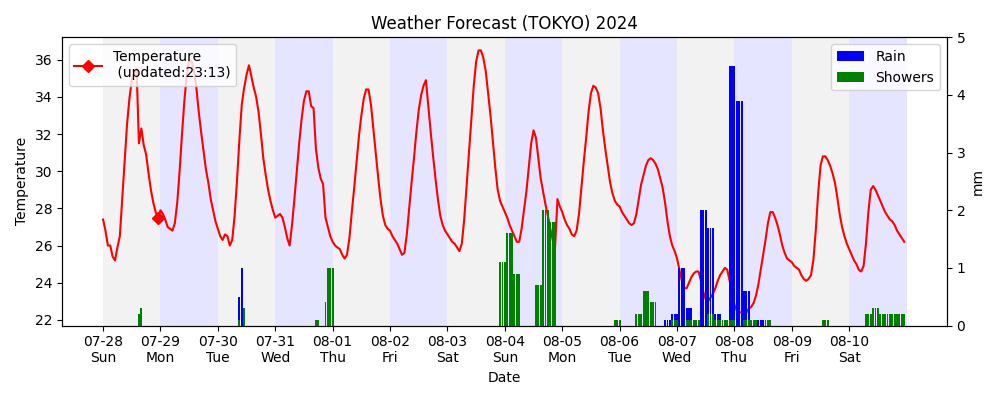 Weather Forecast (TOKYO) 2024
Temperature
(updated:23:13)
Rain
Showers
Temperature
36
34
32
30
28
26
24
22
5
4
3
2
1
0
mm
07-28 07-29 07-30 07-31 08-01 08-02 08-03 08-04 08-05 08-06 08-07 08-08 08-09 08-10
Sun Mon Tue Wed Thu Fri Sat Sun Mon Tue Wed Thu Fri Sat
Date